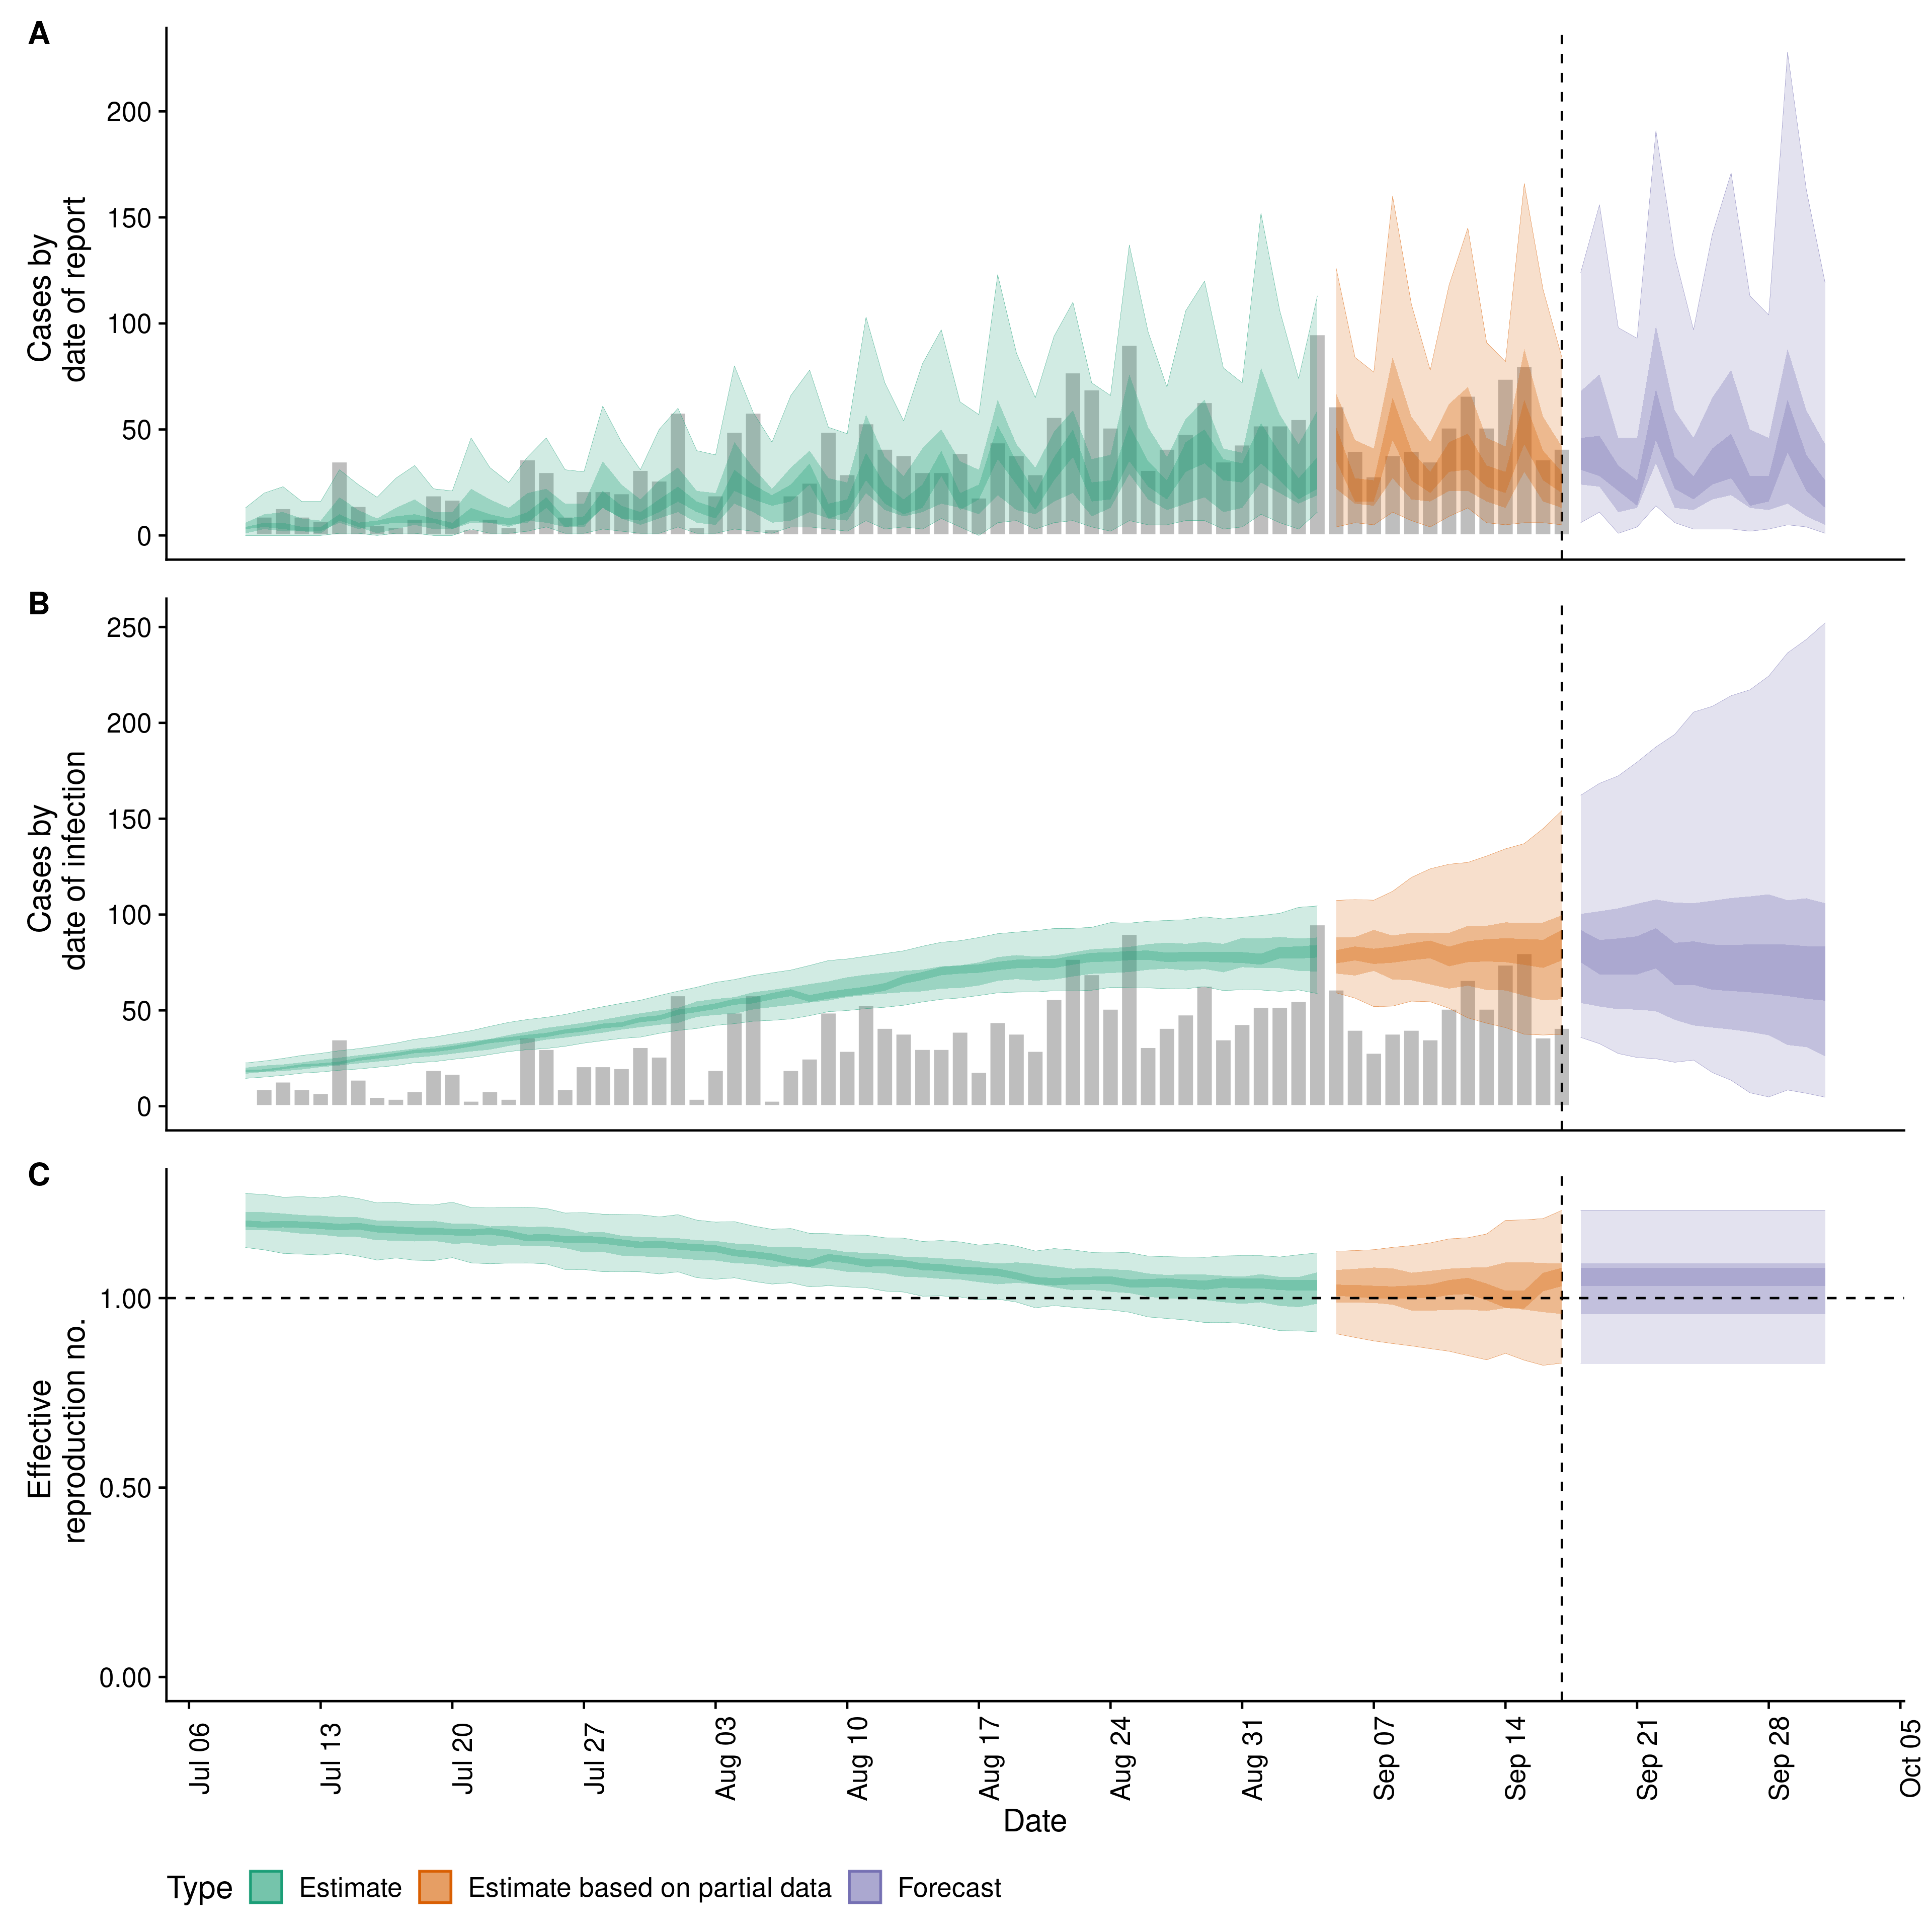 A
Cases by
date of report
200
150
100
50
0
B
Cases by
date of infection
250
200
150
100
50
0
C
Effective
reproduction no.
1.00
0.50
0.00
Jul 06
Jul 13
Jul 20
Jul 27
Aug 03
Aug 10
Aug 17
Aug 24
Aug 31
Sep 07
Sep 14
Sep 21
Sep 28
Oct 05
Date
Type Estimate Estimate based on partial data Forecast